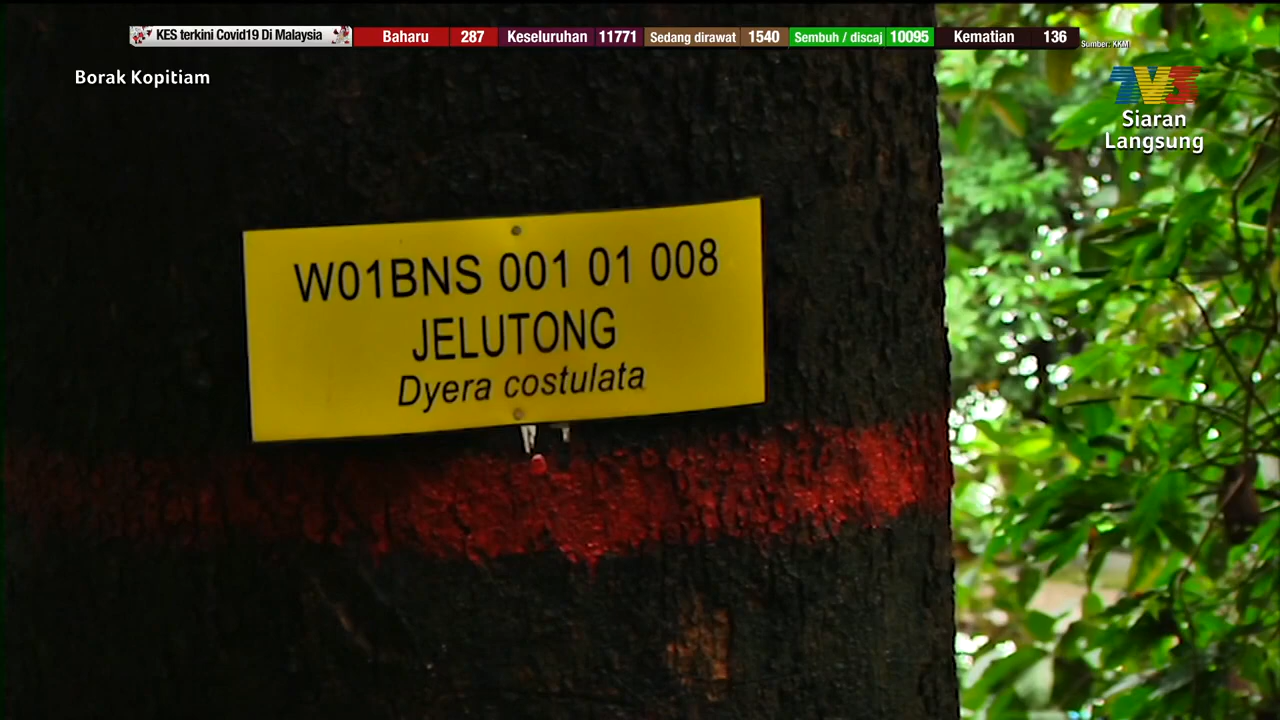 KES terkini Covid19 Di Malaysia Baharu 287 Keseluruhan 11771 Sedang dirawat 1540 Sembuh / discaj 10095 Kematian 136
Sumber: KKM
Borak Kopitiam
TV3
Siaran
Langsung
W01BNS 001 01 008
JELUTONG
Dyera costulata